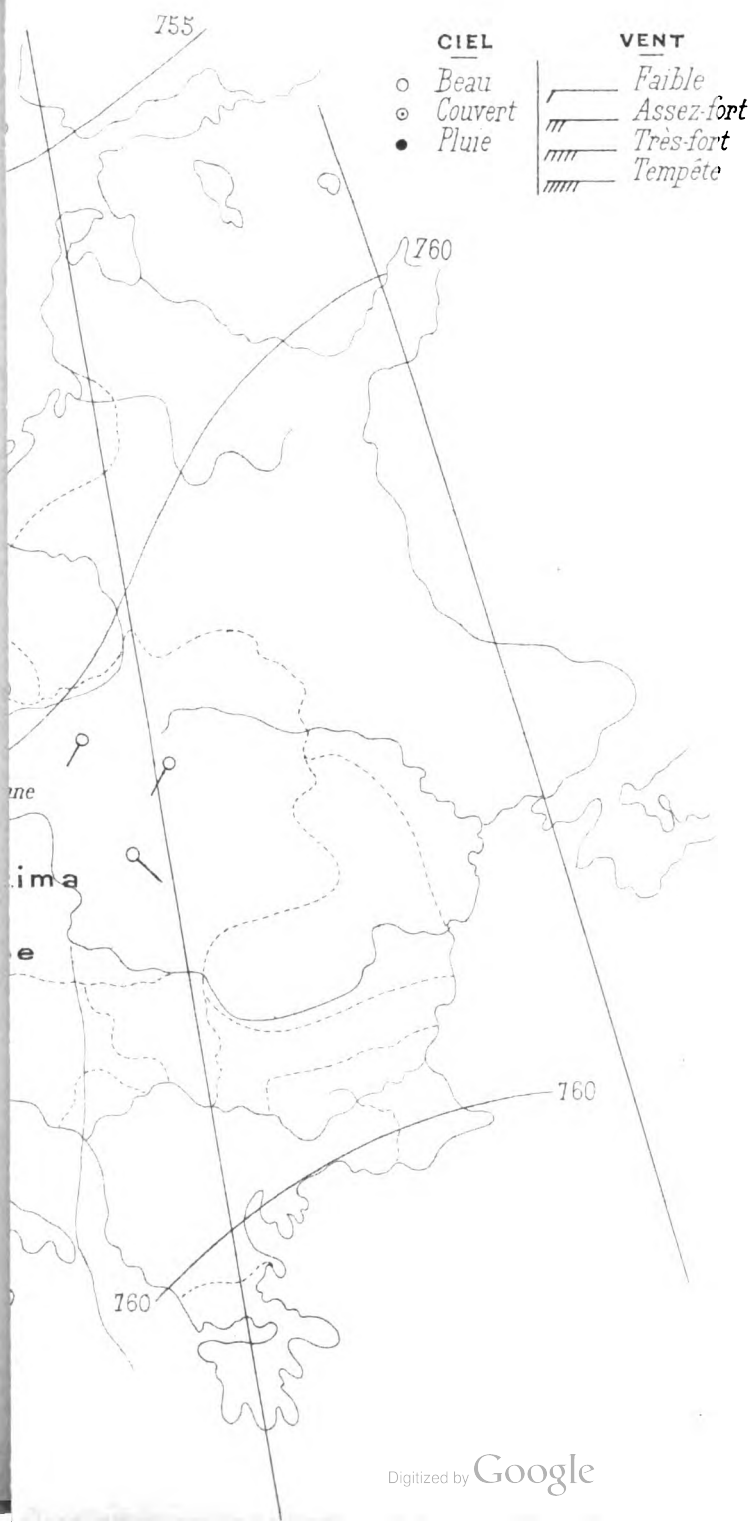 755
CIEL
Beau
Couvert
Pluie
VENT
Faible
Assez-fort
Très-fort
Tempête
760
ne
ima
e
760
760
Digitized by Google